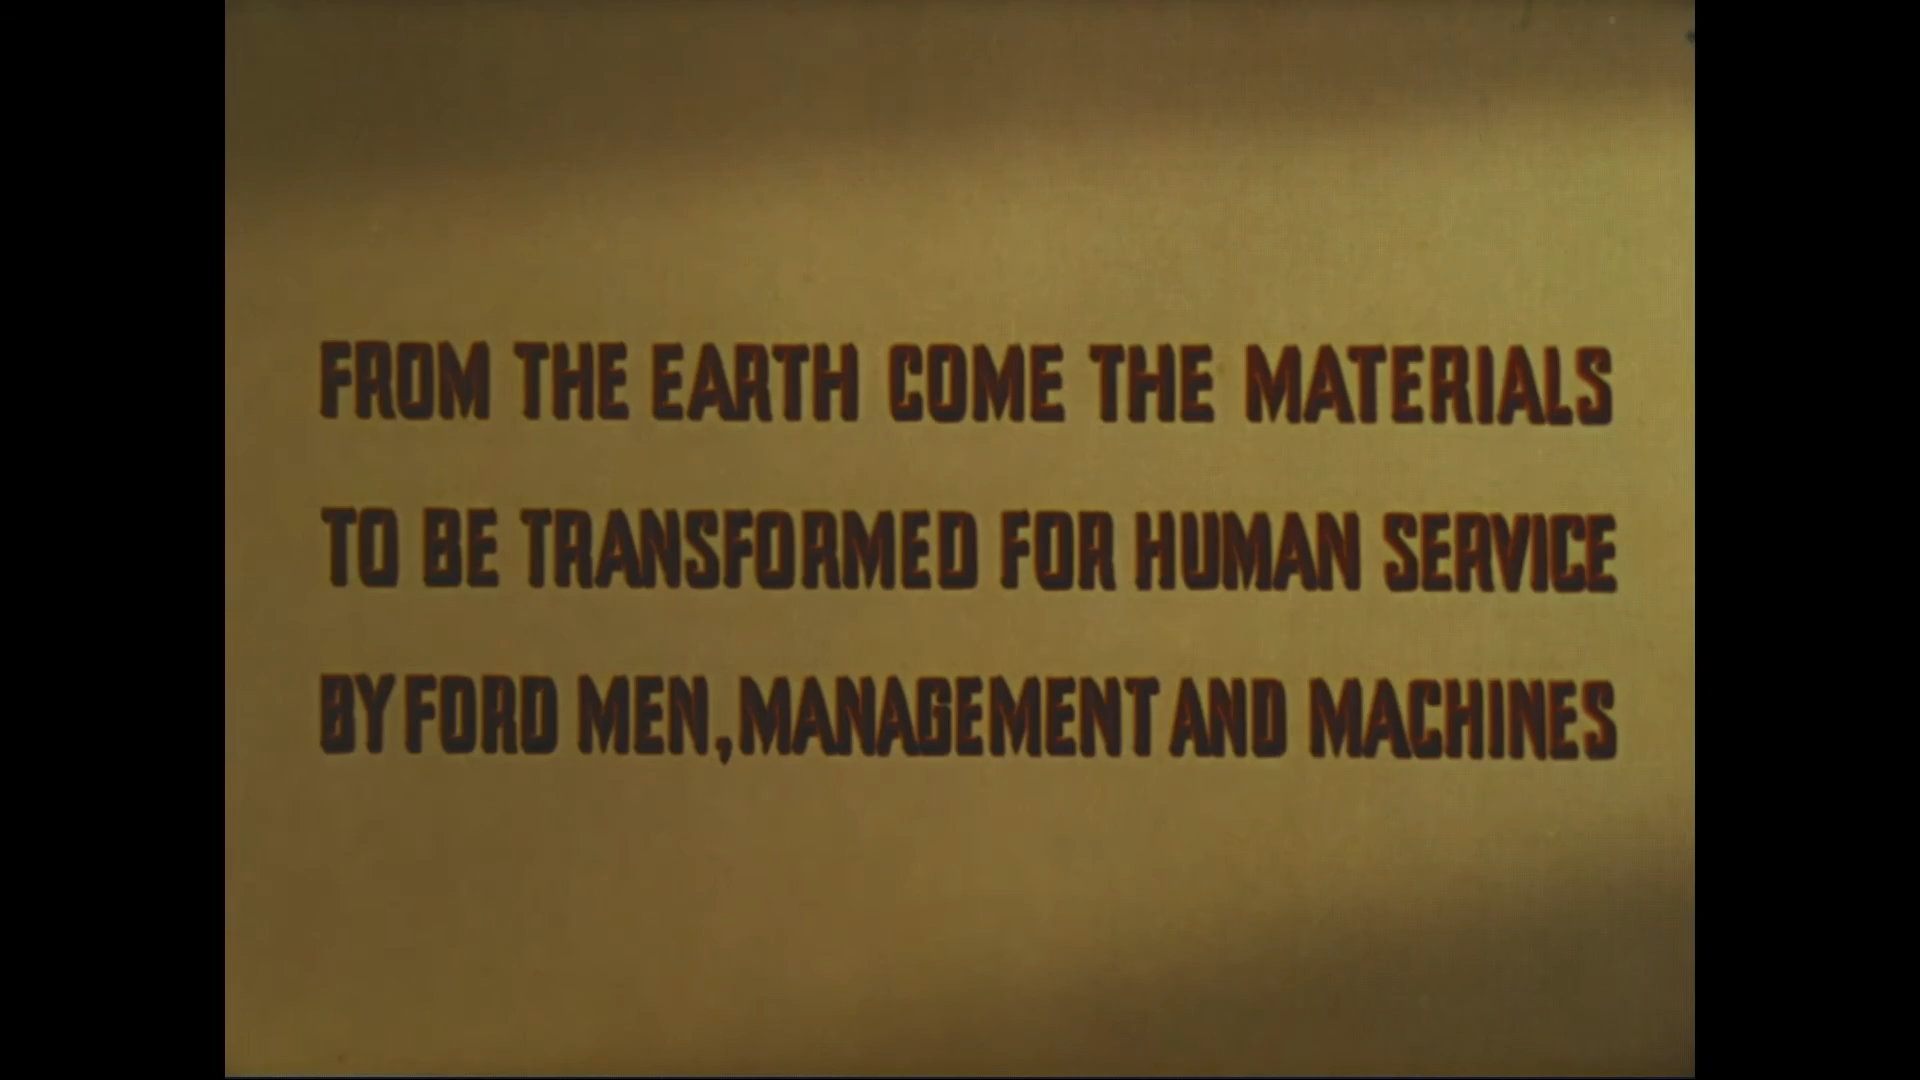 FROM THE EARTH COME THE MATERIALS
TO BE TRANSFORMED FOR HUMAN SERVICE
BY FORD MEN, MANAGEMENT AND MACHINES